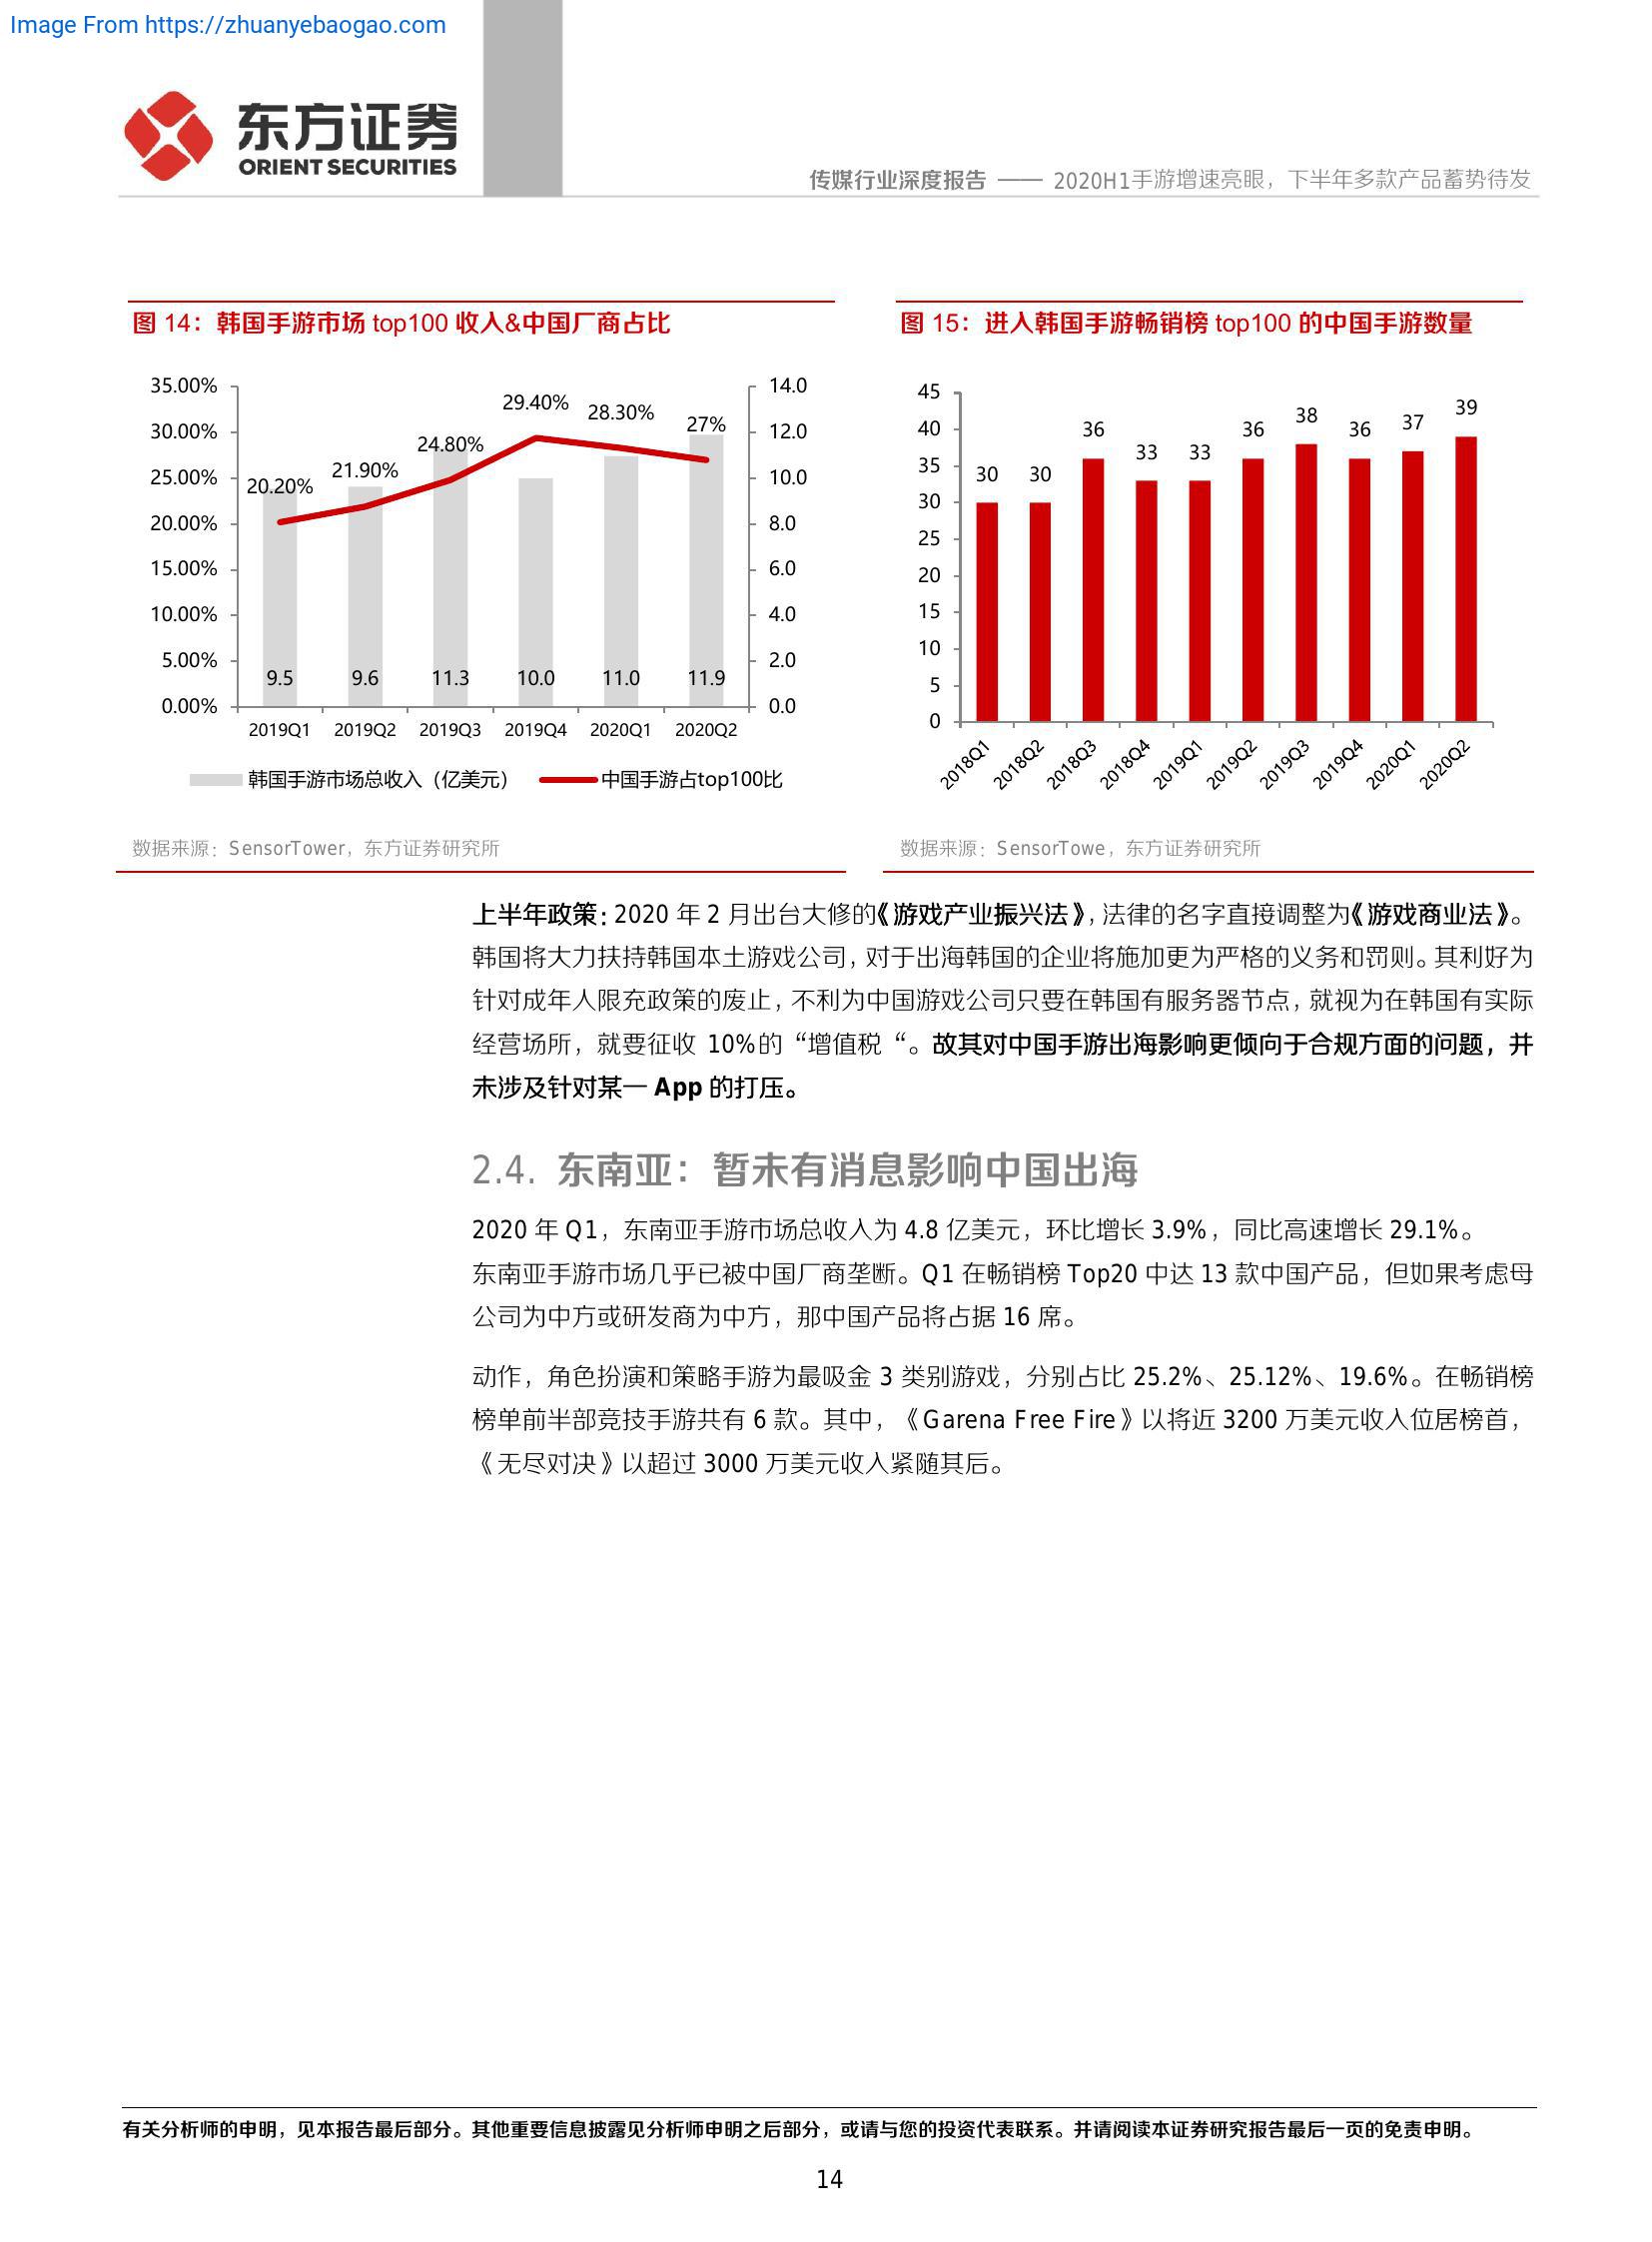 Image From https://zhuanyebaogao.com
东方证券
ORIENT SECURITIES
传媒行业深度报告 —— 2020H1手游增速亮眼，下半年多款产品蓄势待发
图 14：韩国手游市场 top100 收入&中国厂商占比
35.00%
30.00%
25.00%
20.00%
15.00%
10.00%
5.00%
0.00%
20.20%
21.90%
24.80%
29.40%
28.30%
27%
9.5
9.6
11.3
10.0
11.0
11.9
14.0
12.0
10.0
8.0
6.0
4.0
2.0
0.0
2019Q1 2019Q2 2019Q3 2019Q4 2020Q1 2020Q2
韩国手游市场总收入（亿美元） 中国手游占top100比
数据来源：SensorTower，东方证券研究所
图 15：进入韩国手游畅销榜 top100 的中国手游数量
45
40
35
30
25
20
15
10
5
0
30
30
36
33
33
36
38
36
37
39
2018Q1 2018Q2 2018Q3 2018Q4 2019Q1 2019Q2 2019Q3 2019Q4 2020Q1 2020Q2
数据来源：SensorTowe，东方证券研究所
上半年政策：2020 年 2 月出台大修的《游戏产业振兴法》，法律的名字直接调整为《游戏商业法》。
韩国将大力扶持韩国本土游戏公司，对于出海韩国的企业将施加更为严格的义务和罚则。其利好为
针对成年人限充政策的废止，不利为中国游戏公司只要在韩国有服务器节点，就视为在韩国有实际
经营场所，就要征收 10%的“增值税“。故其对中国手游出海影响更倾向于合规方面的问题，并
未涉及针对某一 App 的打压。
2.4. 东南亚：暂未有消息影响中国出海
2020 年 Q1，东南亚手游市场总收入为 4.8 亿美元，环比增长 3.9%，同比高速增长 29.1%。
东南亚手游市场几乎已被中国厂商垄断。Q1 在畅销榜 Top20 中达 13 款中国产品，但如果考虑母
公司为中方或研发商为中方，那中国产品将占据 16 席。
动作，角色扮演和策略手游为最吸金 3 类别游戏，分别占比 25.2%、25.12%、19.6%。在畅销榜
榜单前半部竞技手游共有 6 款。其中，《Garena Free Fire》以将近 3200 万美元收入位居榜首，
《无尽对决》以超过 3000 万美元收入紧随其后。
有关分析师的申明，见本报告最后部分。其他重要信息披露见分析师申明之后部分，或请与您的投资代表联系。并请阅读本证券研究报告最后一页的免责申明。
14